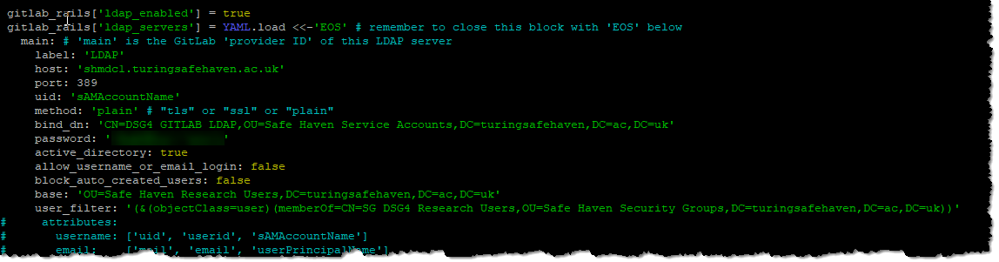 gitlab_rails['ldap_enabled'] = true
gitlab_rails['ldap_servers'] = YAML.load <<-'EOS' # remember to close this block with 'EOS' below
  main: # 'main' is the GitLab 'provider ID' of this LDAP server
    label: 'LDAP'
    host: 'shmdc1.turingsafehaven.ac.uk'
    port: 389
    uid: 'sAMAccountName'
    method: 'plain' # "tls" or "ssl" or "plain"
    bind_dn: 'CN=DSG4 GITLAB LDAP,OU=Safe Haven Service Accounts,DC=turingsafehaven,DC=ac,DC=uk'
    password: ' '
    active_directory: true
    allow_username_or_email_login: false
    block_auto_created_users: false
    base: 'OU=Safe Haven Research Users,DC=turingsafehaven,DC=ac,DC=uk'
    user_filter: '(&(objectClass=user)(memberOf=CN=SG DSG4 Research Users,OU=Safe Haven Security Groups,DC=turingsafehaven,DC=ac,DC=uk))'
#     attributes:
#       username: ['uid', 'userid', 'sAMAccountName']
#       email:    ['mail', 'email', 'userPrincipalName']